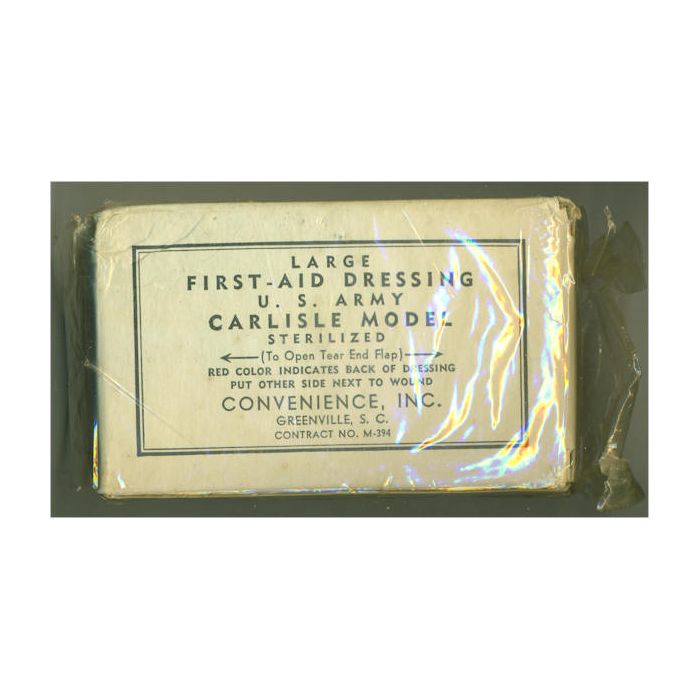 LARGE
FIRST-AID DRESSING
U. S. ARMY
CARLISLE MODEL
STERILIZED
(To Open Tear End Flap)
RED COLOR INDICATES BACK OF DRESSING
PUT OTHER SIDE NEXT TO WOUND
CONVENIENCE, INC.
GREENVILLE, S. C.
CONTRACT NO. M-394